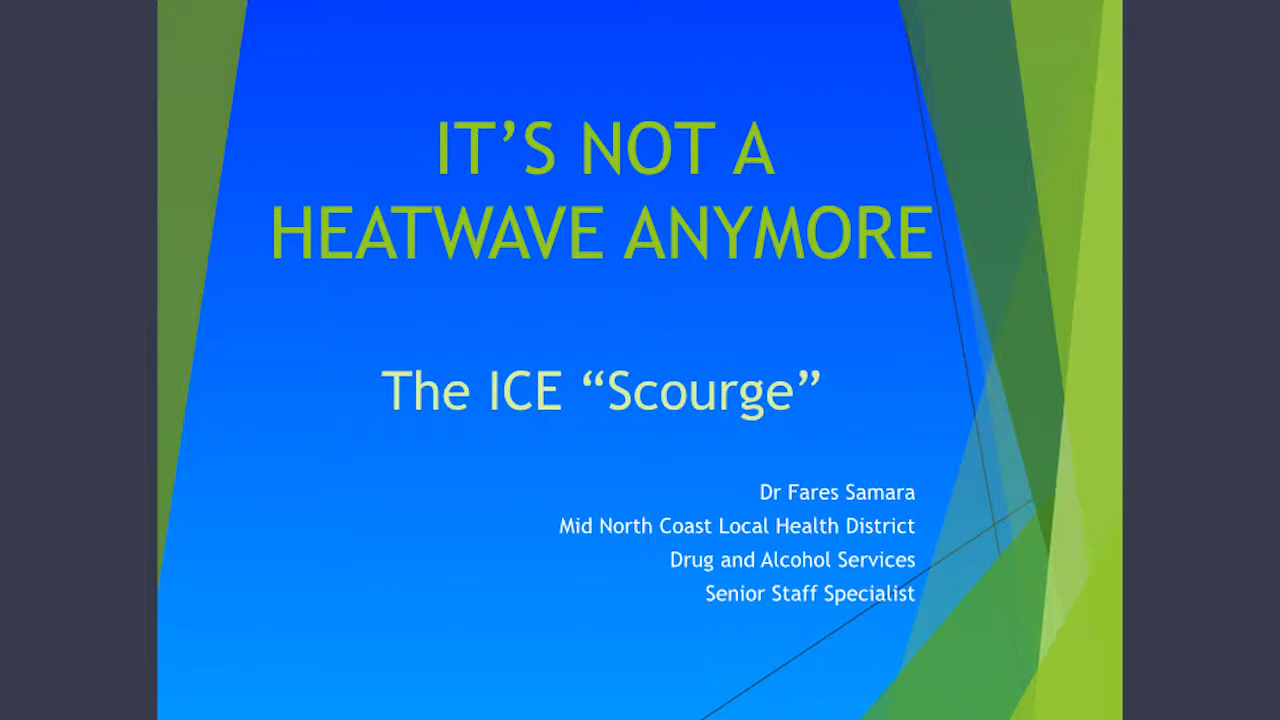 IT’S NOT A
HEATWAVE ANYMORE
The ICE “Scourge”
Dr Fares Samara
Mid North Coast Local Health District
Drug and Alcohol Services
Senior Staff Specialist